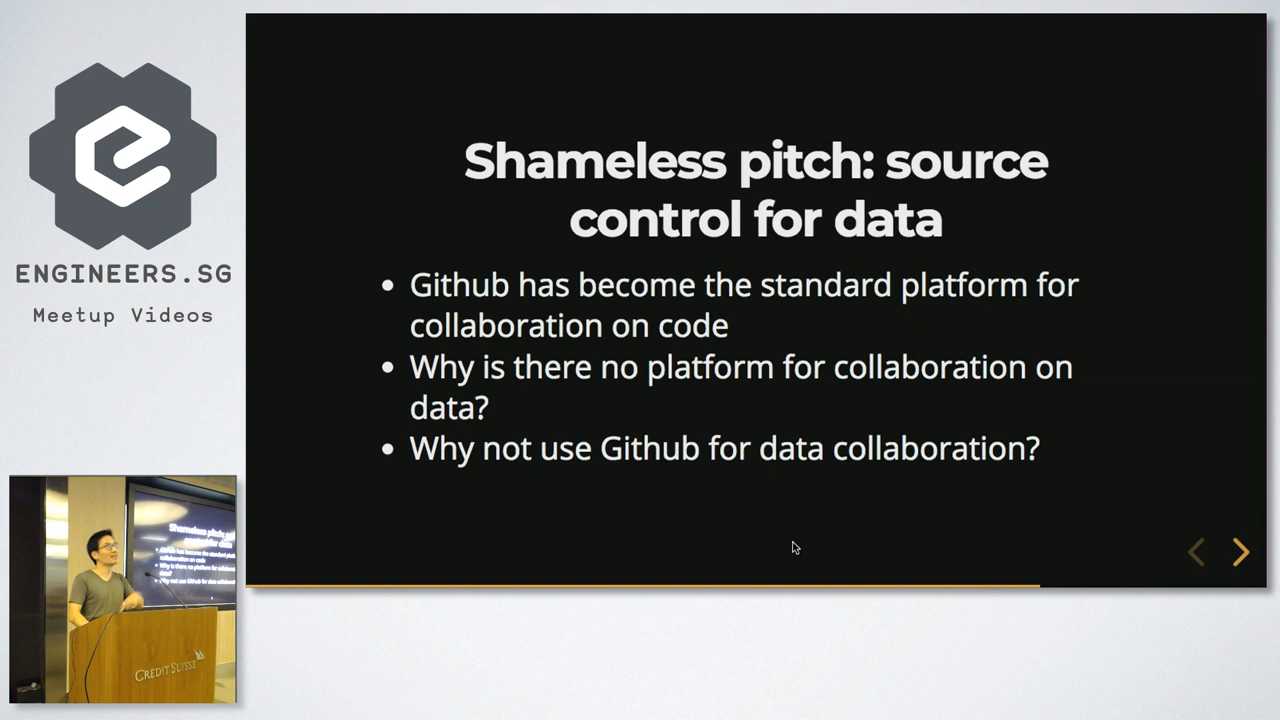 ENGINEERS.SG
Meetup Videos
Shameless pitch: source
control for data
• Github has become the standard platform for
collaboration on code
• Why is there no platform for collaboration on
data?
• Why not use Github for data collaboration?
CREDIT SUISSE